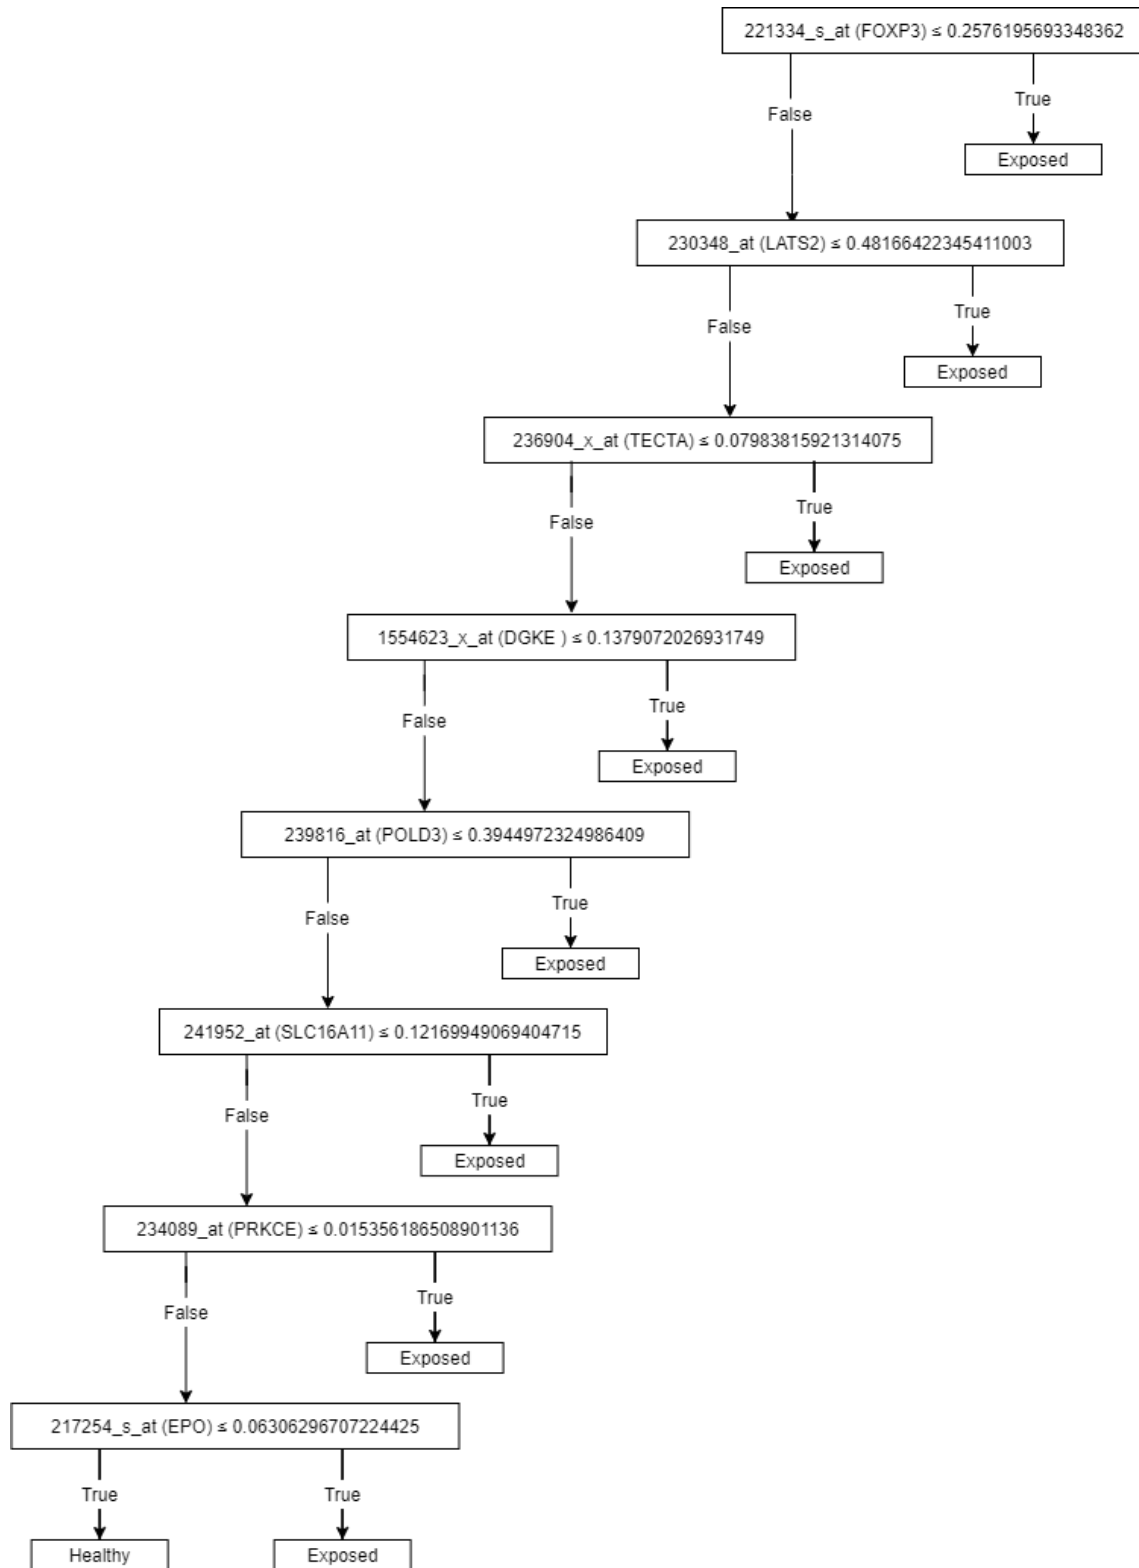 221334_s_at (FOXP3) ≤ 0.2576195693348362
False
True
Exposed
230348_at (LATS2) ≤ 0.48166422345411003
False
True
Exposed
236904_x_at (TECTA) ≤ 0.07983815921314075
False
True
Exposed
1554623_x_at (DGKE ) ≤ 0.1379072026931749
False
True
Exposed
239816_at (POLD3) ≤ 0.3944972324986409
False
True
Exposed
241952_at (SLC16A11) ≤ 0.12169949069404715
False
True
Exposed
234089_at (PRKCE) ≤ 0.015356186508901136
False
True
Exposed
217254_s_at (EPO) ≤ 0.06306296707224425
True
True
Healthy
Exposed